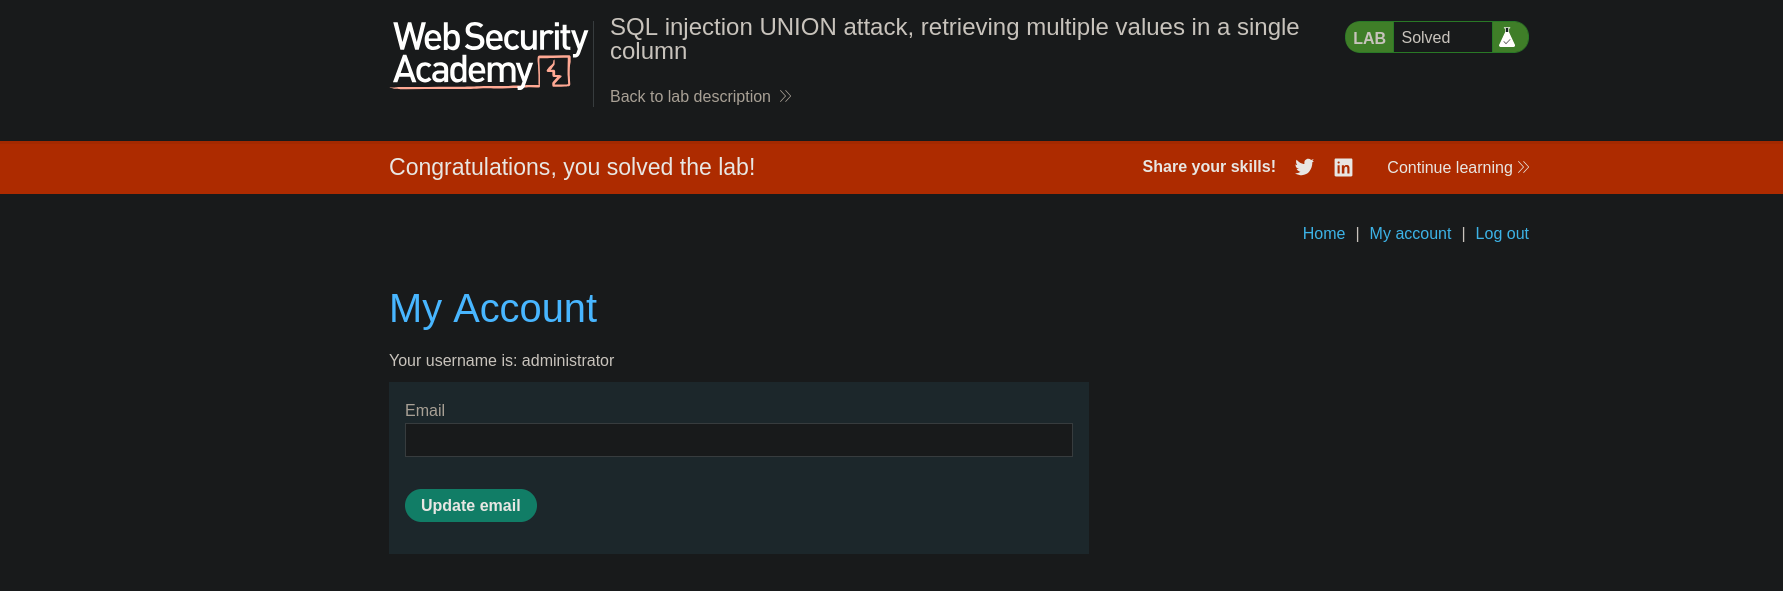 Web Security
Academy
SQL injection UNION attack, retrieving multiple values in a single
column
Back to lab description
LAB Solved
Congratulations, you solved the lab!
Share your skills!
Continue learning
Home | My account | Log out
My Account
Your username is: administrator
Email
Update email